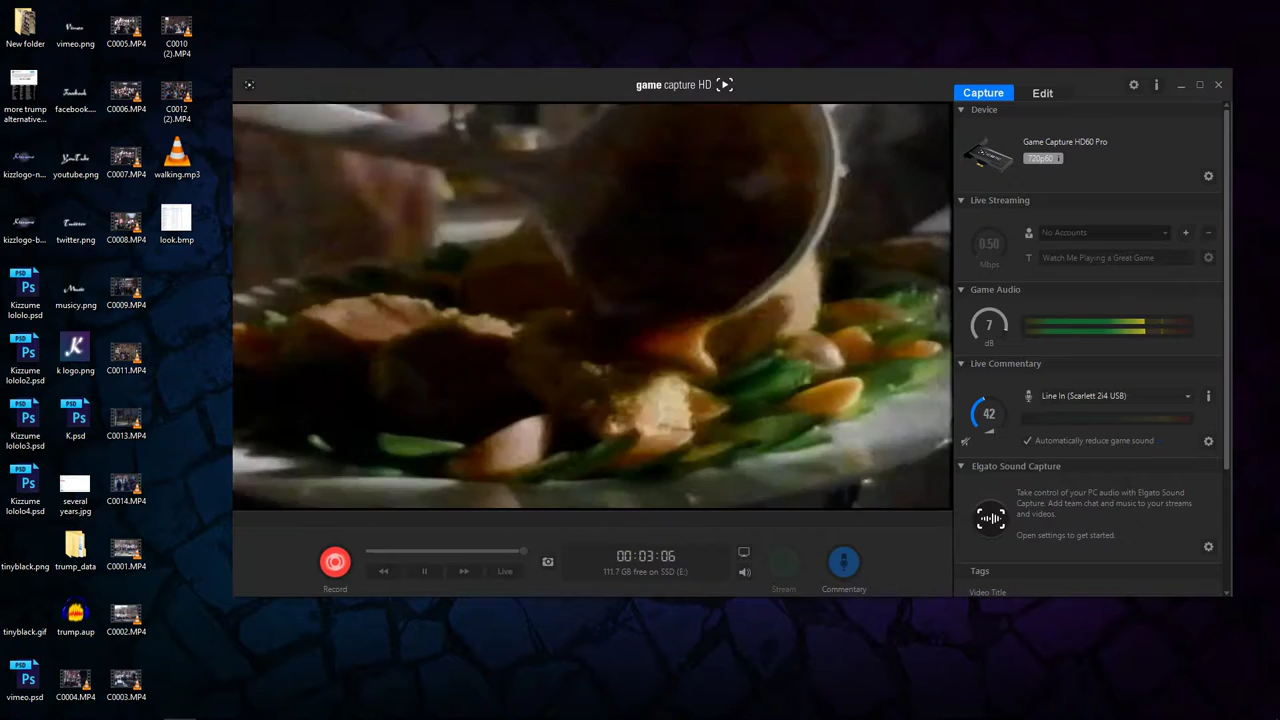 New folder
vimeo.png
C0005.MP4
C0010
(2).MP4
more trump
alternative...
facebook....
C0006.MP4
C0012
(2).MP4
kizzlogo-n...
youtube.png
C0007.MP4
walking.mp3
kizzlogo-b...
twitter.png
C0008.MP4
look.bmp
Kizzume
lololo.psd
musicy.png
C0009.MP4
Kizzume
lololo2.psd
k logo.png
C0011.MP4
Kizzume
lololo3.psd
K.psd
C0013.MP4
Kizzume
lololo4.psd
several
years.jpg
C0014.MP4
tinyblack.png
trump_data
C0001.MP4
tinyblack.gif
trump.aup
C0002.MP4
vimeo.psd
C0004.MP4
C0003.MP4
game capture HD
Capture
Edit
Device
Game Capture HD60 Pro
720p60
Live Streaming
0.50
Mbps
No Accounts
Watch Me Playing a Great Game
Game Audio
7
dB
Live Commentary
42
Line In (Scarlett 2i4 USB)
Automatically reduce game sound
Elgato Sound Capture
Take control of your PC audio with Elgato Sound
Capture. Add team chat and music to your streams
and videos.
Open settings to get started.
Tags
Video Title
Record
Live
00:03:06
111.7 GB free on SSD (E:)
Stream
Commentary